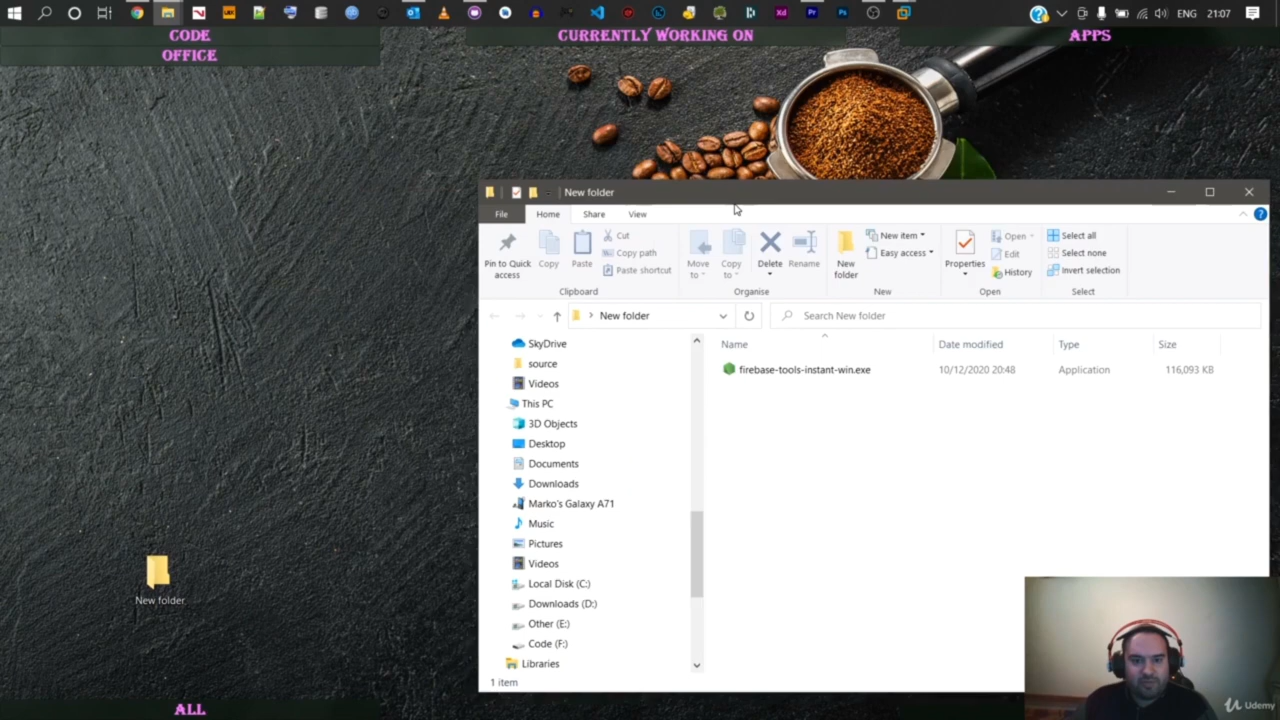 ENG 21:07
CODE
CURRENTLY WORKING ON
APPS
OFFICE
New folder
File Home Share View
Pin to Quick access
Copy
Paste
Cut
Copy path
Paste shortcut
Clipboard
Move to
Copy to
Delete
Rename
Organise
New folder
New item
Easy access
New
Properties
Open
Edit
History
Open
Select all
Select none
Invert selection
Select
New folder
Search New folder
SkyDrive
source
Videos
This PC
3D Objects
Desktop
Documents
Downloads
Marko's Galaxy A71
Music
Pictures
Videos
Local Disk (C:)
Downloads (D:)
Other (E:)
Code (F:)
Libraries
Name Date modified Type Size
firebase-tools-instant-win.exe 10/12/2020 20:48 Application 116,093 KB
1 item
New folder
ALL
Udemy